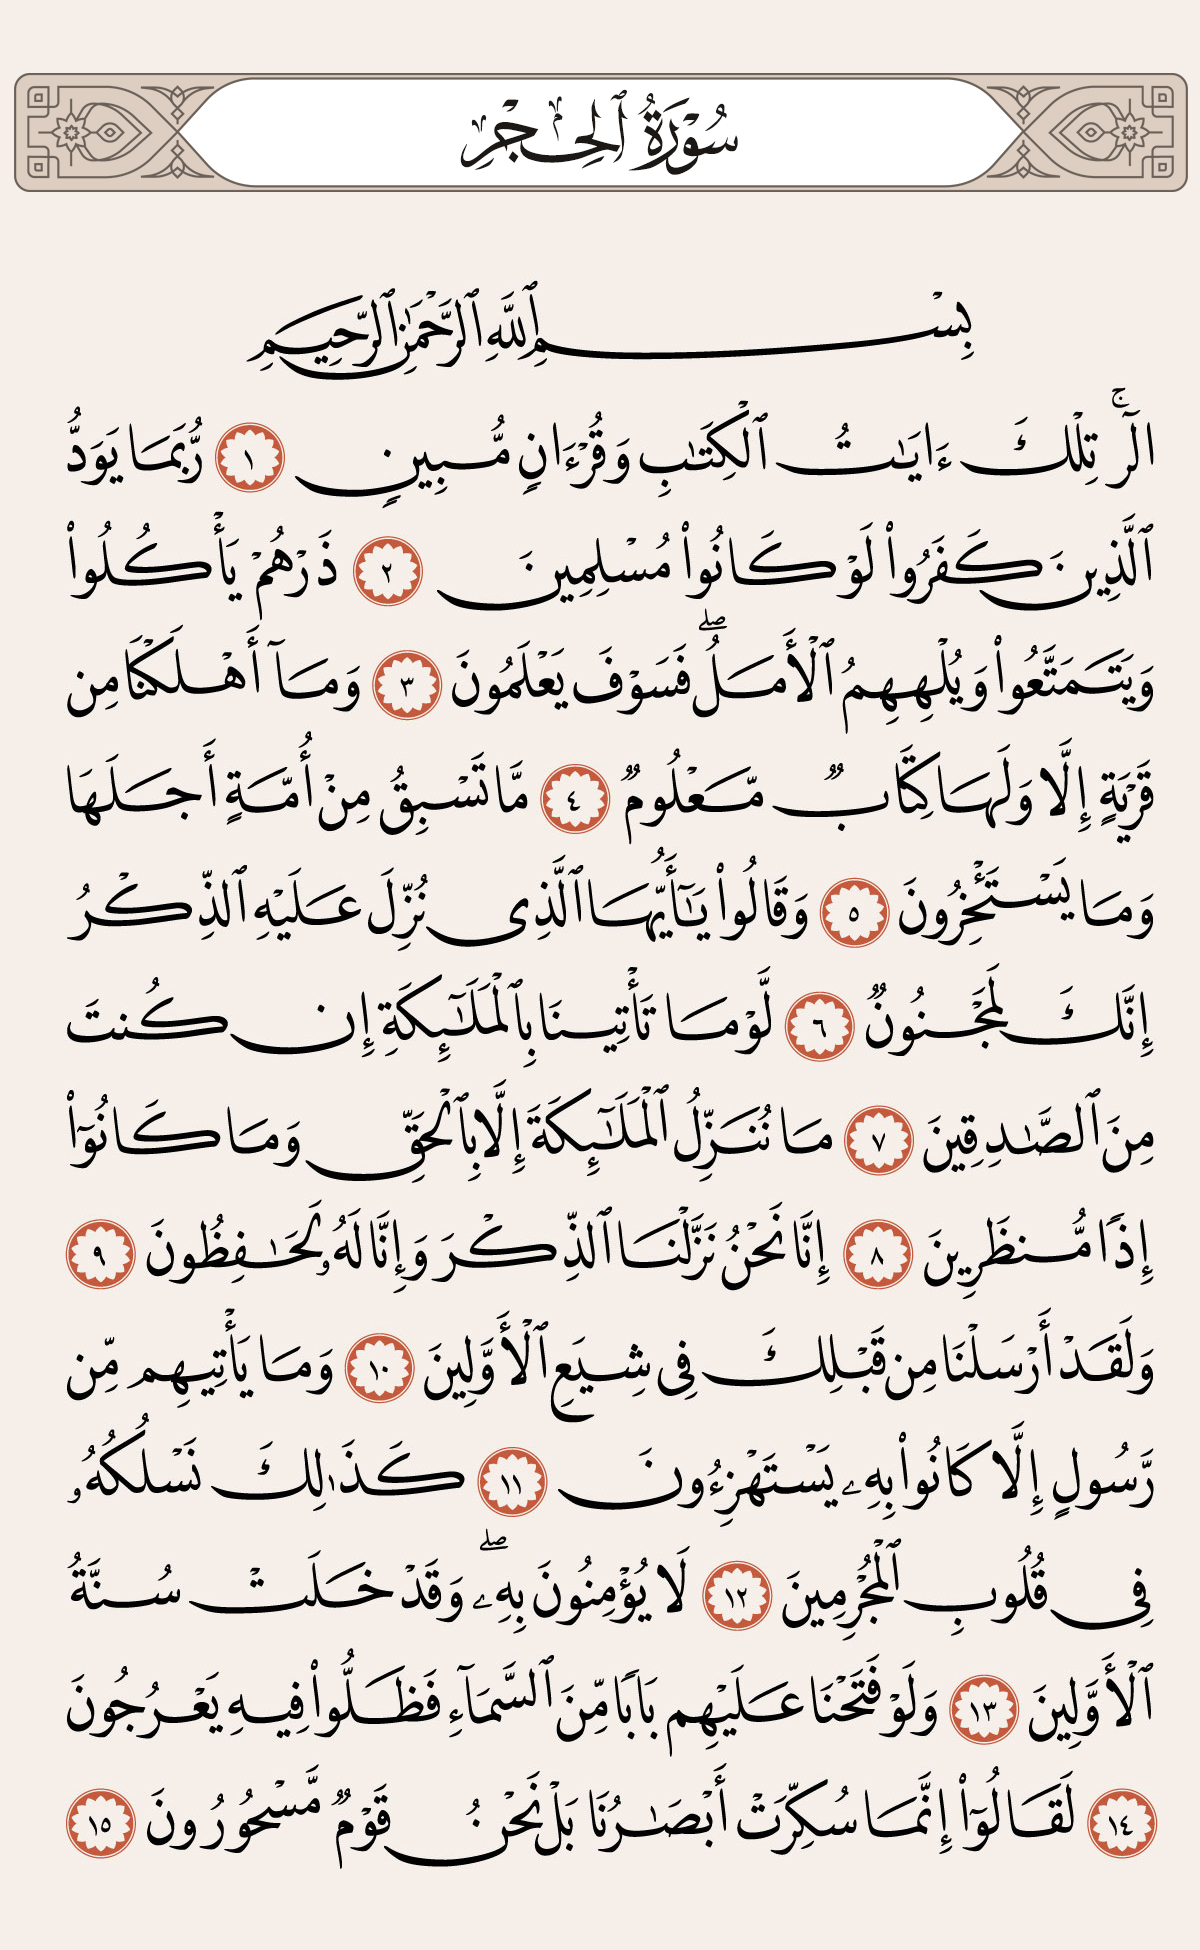 سُورَةُ ٱلْحِجْرِ
بِسْمِ ٱللَّهِ ٱلرَّحْمَٰنِ ٱلرَّحِيمِ
الٓرۚ تِلْكَ ءَايَٰتُ ٱلْكِتَٰبِ وَقُرْءَانٍ مُّبِينٍ ١ رُّبَمَا يَوَدُّ
ٱلَّذِينَ كَفَرُوا۟ لَوْ كَانُوا۟ مُسْلِمِينَ ٢ ذَرْهُمْ يَأْكُلُوا۟
وَيَتَمَتَّعُوا۟ وَيُلْهِهِمُ ٱلْأَمَلُۖ فَسَوْفَ يَعْلَمُونَ ٣ وَمَآ أَهْلَكْنَا مِن
قَرْيَةٍ إِلَّا وَلَهَا كِتَابٌ مَّعْلُومٌ ٤ مَّا تَسْبِقُ مِنْ أُمَّةٍ أَجَلَهَا
وَمَا يَسْتَـْٔخِرُونَ ٥ وَقَالُوا۟ يَٰٓأَيُّهَا ٱلَّذِى نُزِّلَ عَلَيْهِ ٱلذِّكْرُ
إِنَّكَ لَمَجْنُونٌ ٦ لَّوْ مَا تَأْتِينَا بِٱلْمَلَٰٓئِكَةِ إِن كُنتَ
مِنَ ٱلصَّٰدِقِينَ ٧ مَا نُنَزِّلُ ٱلْمَلَٰٓئِكَةَ إِلَّا بِٱلْحَقِّ وَمَا كَانُوٓا۟
إِذًا مُّنظَرِينَ ٨ إِنَّا نَحْنُ نَزَّلْنَا ٱلذِّكْرَ وَإِنَّا لَهُۥ لَحَٰفِظُونَ ٩
وَلَقَدْ أَرْسَلْنَا مِن قَبْلِكَ فِى شِيَعِ ٱلْأَوَّلِينَ ١٠ وَمَا يَأْتِيهِم مِّن
رَّسُولٍ إِلَّا كَانُوا۟ بِهِۦ يَسْتَهْزِءُونَ ١١ كَذَٰلِكَ نَسْلُكُهُۥ
فِى قُلُوبِ ٱلْمُجْرِمِينَ ١٢ لَا يُؤْمِنُونَ بِهِۦۖ وَقَدْ خَلَتْ سُنَّةُ
ٱلْأَوَّلِينَ ١٣ وَلَوْ فَتَحْنَا عَلَيْهِم بَابًا مِّنَ ٱلسَّمَآءِ فَظَلُّوا۟ فِيهِ يَعْرُجُونَ
١٤ لَقَالُوٓا۟ إِنَّمَا سُكِّرَتْ أَبْصَٰرُنَا بَلْ نَحْنُ قَوْمٌ مَّسْحُورُونَ ١٥